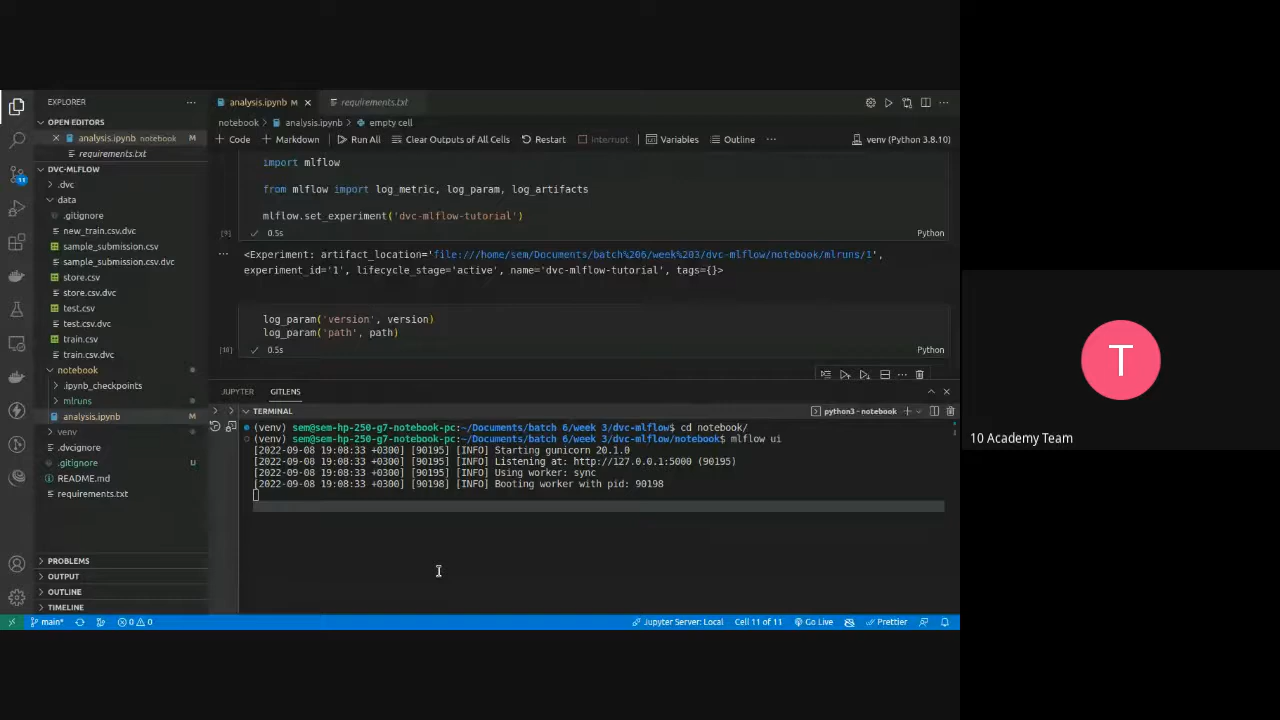 EXPLORER
OPEN EDITORS
analysis.ipynb notebook M
requirements.txt
DVC-MLFLOW
.dvc
data
.gitignore
new_train.csv.dvc
sample_submission.csv
sample_submission.csv.dvc
store.csv
store.csv.dvc
test.csv
test.csv.dvc
train.csv
train.csv.dvc
notebook
.ipynb_checkpoints
mlruns
analysis.ipynb M
venv
.dvcignore
.gitignore U
README.md
requirements.txt
PROBLEMS
OUTPUT
OUTLINE
TIMELINE
analysis.ipynb M
requirements.txt
notebook > analysis.ipynb > empty cell
+ Code + Markdown Run All Clear Outputs of All Cells Restart Interrupt Variables Outline ... venv (Python 3.8.10)
import mlflow
from mlflow import log_metric, log_param, log_artifacts
mlflow.set_experiment('dvc-mlflow-tutorial')
[9] 0.5s Python
<Experiment: artifact_location='file:///home/sem/Documents/batch%206/week%203/dvc-mlflow/notebook/mlruns/1',
experiment_id='1', lifecycle_stage='active', name='dvc-mlflow-tutorial', tags={}>
log_param('version', version)
log_param('path', path)
[10] 0.5s Python
JUPYTER GITLENS
TERMINAL python3 - notebook
(venv) sem@sem-hp-250-g7-notebook-pc:~/Documents/batch 6/week 3/dvc-mlflow$ cd notebook/
(venv) sem@sem-hp-250-g7-notebook-pc:~/Documents/batch 6/week 3/dvc-mlflow/notebook$ mlflow ui
[2022-09-08 19:08:33 +0300] [90195] [INFO] Starting gunicorn 20.1.0
[2022-09-08 19:08:33 +0300] [90195] [INFO] Listening at: http://127.0.0.1:5000 (90195)
[2022-09-08 19:08:33 +0300] [90195] [INFO] Using worker: sync
[2022-09-08 19:08:33 +0300] [90198] [INFO] Booting worker with pid: 90198
main* 0 0 Jupyter Server: Local Cell 11 of 11 Go Live Prettier
T
10 Academy Team